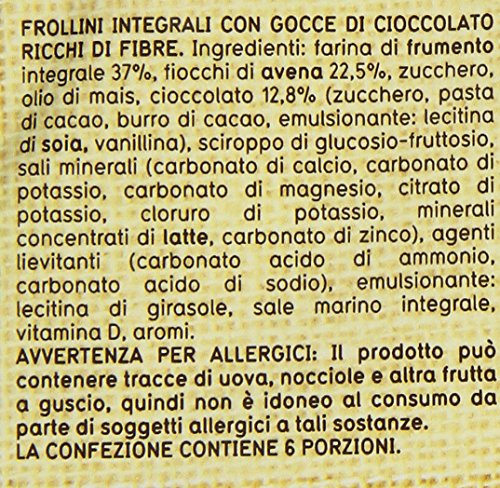 FROLLINI INTEGRALI CON GOCCE DI CIOCCOLATO
RICCHI DI FIBRE. Ingredienti: farina di frumento
integrale 37%, fiocchi di avena 22,5%, zucchero,
olio di mais, cioccolato 12,8% (zucchero, pasta
di cacao, burro di cacao, emulsionante: lecitina
di soia, vanillina), sciroppo di glucosio-fruttosio,
sali minerali (carbonato di calcio, carbonato di
potassio, carbonato di magnesio, citrato di
potassio, cloruro di potassio, minerali
concentrati di latte, carbonato di zinco), agenti
lievitanti (carbonato acido di ammonio,
carbonato acido di sodio), emulsionante:
lecitina di girasole, sale marino integrale,
vitamina D, aromi.
AVVERTENZA PER ALLERGICI: Il prodotto può
contenere tracce di uova, nocciole e altra frutta
a guscio, quindi non è idoneo al consumo da
parte di soggetti allergici a tali sostanze.
LA CONFEZIONE CONTIENE 6 PORZIONI.